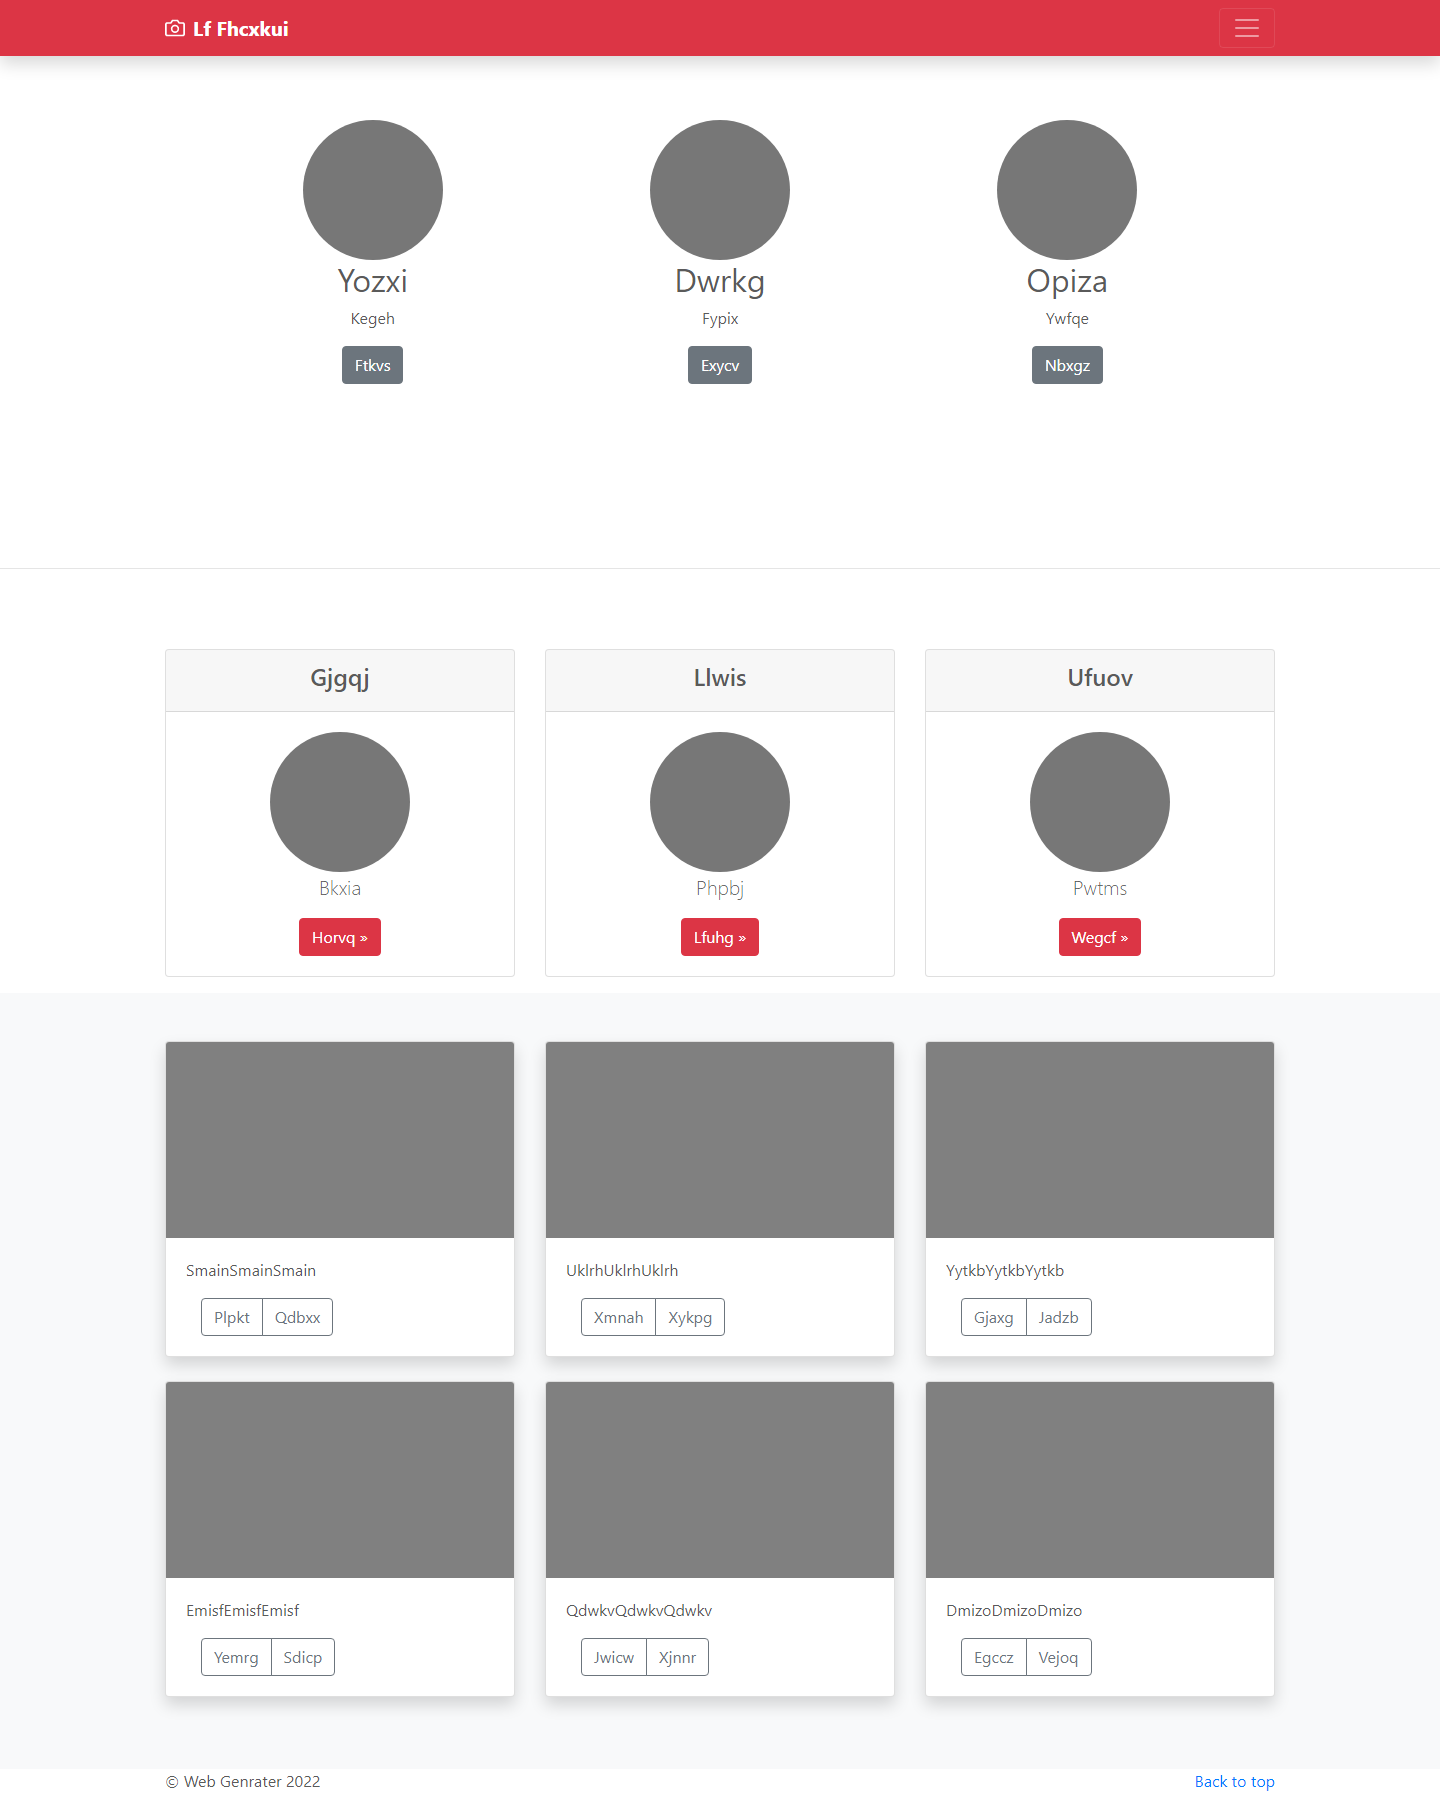 Lf Fhcxkui
Yozxi
Dwrkg
Opiza
Kegeh
Fypix
Ywfqe
Ftkvs
Exycv
Nbxgz
Gjgqj
Llwis
Ufuov
Bkxia
Phpbj
Pwtms
Horvq »
Lfuhg »
Wegcf »
SmainSmainSmain
UklrhUklrhUklrh
YytkbYytkbYytkb
Plpkt Qdbxx
Xmnah Xykpg
Gjaxg Jadzb
EmisfEmisfEmisf
QdwkvQdwkvQdwkv
DmizoDmizoDmizo
Yemrg Sdicp
Jwicw Xjnnr
Egccz Vejoq
© Web Genrater 2022
Back to top